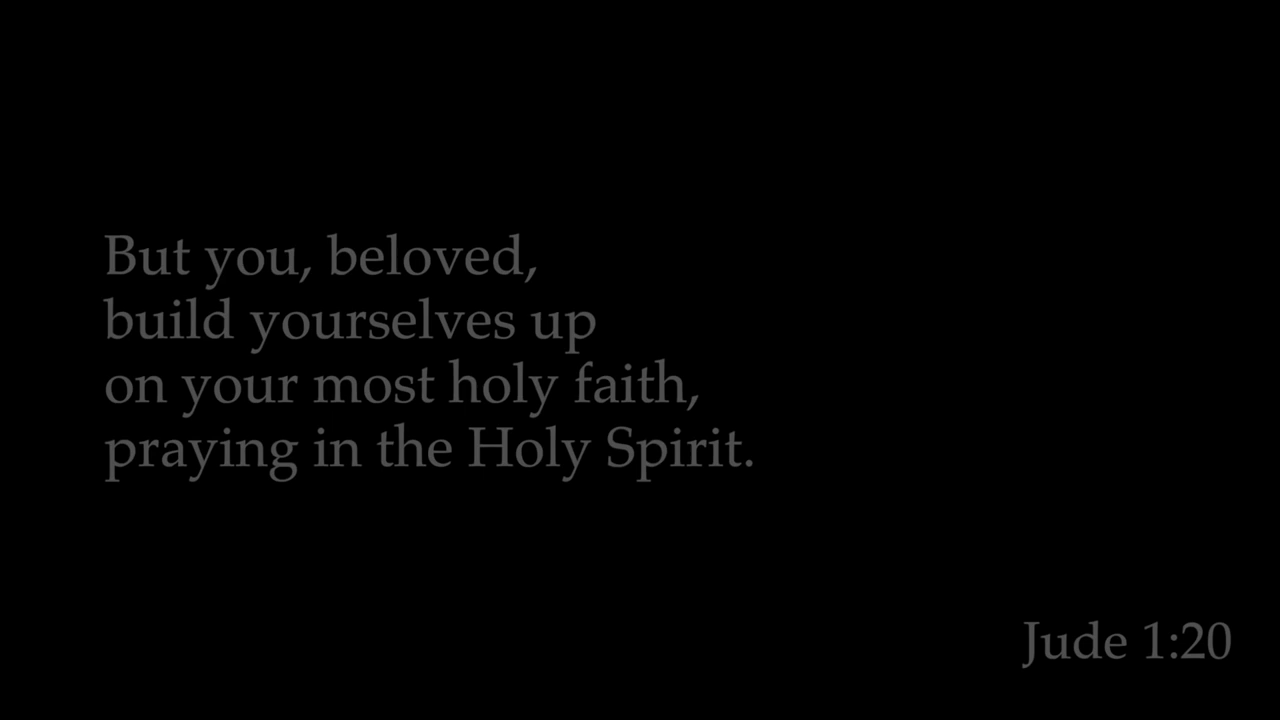 But you, beloved,
build yourselves up
on your most holy faith,
praying in the Holy Spirit.
Jude 1:20